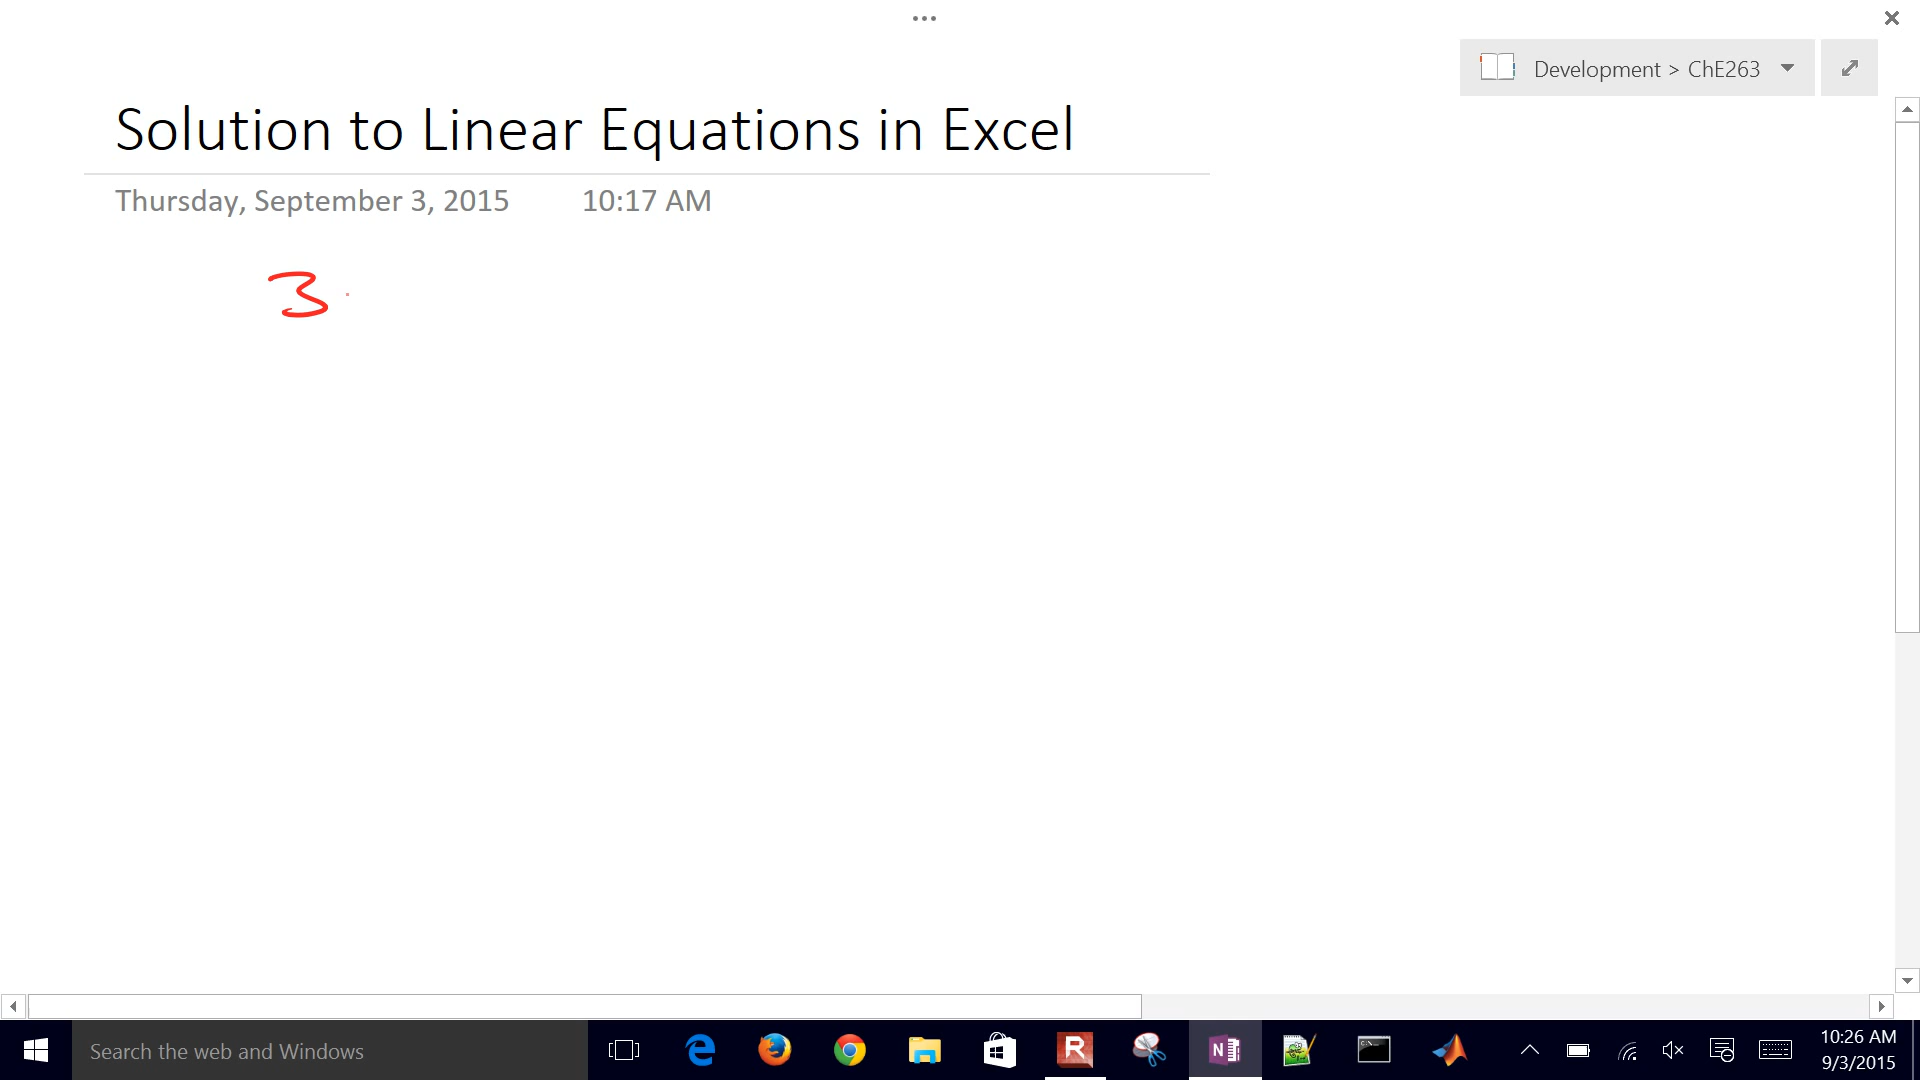 Development > ChE263
Solution to Linear Equations in Excel
Thursday, September 3, 2015 10:17 AM
3
Search the web and Windows
10:26 AM
9/3/2015